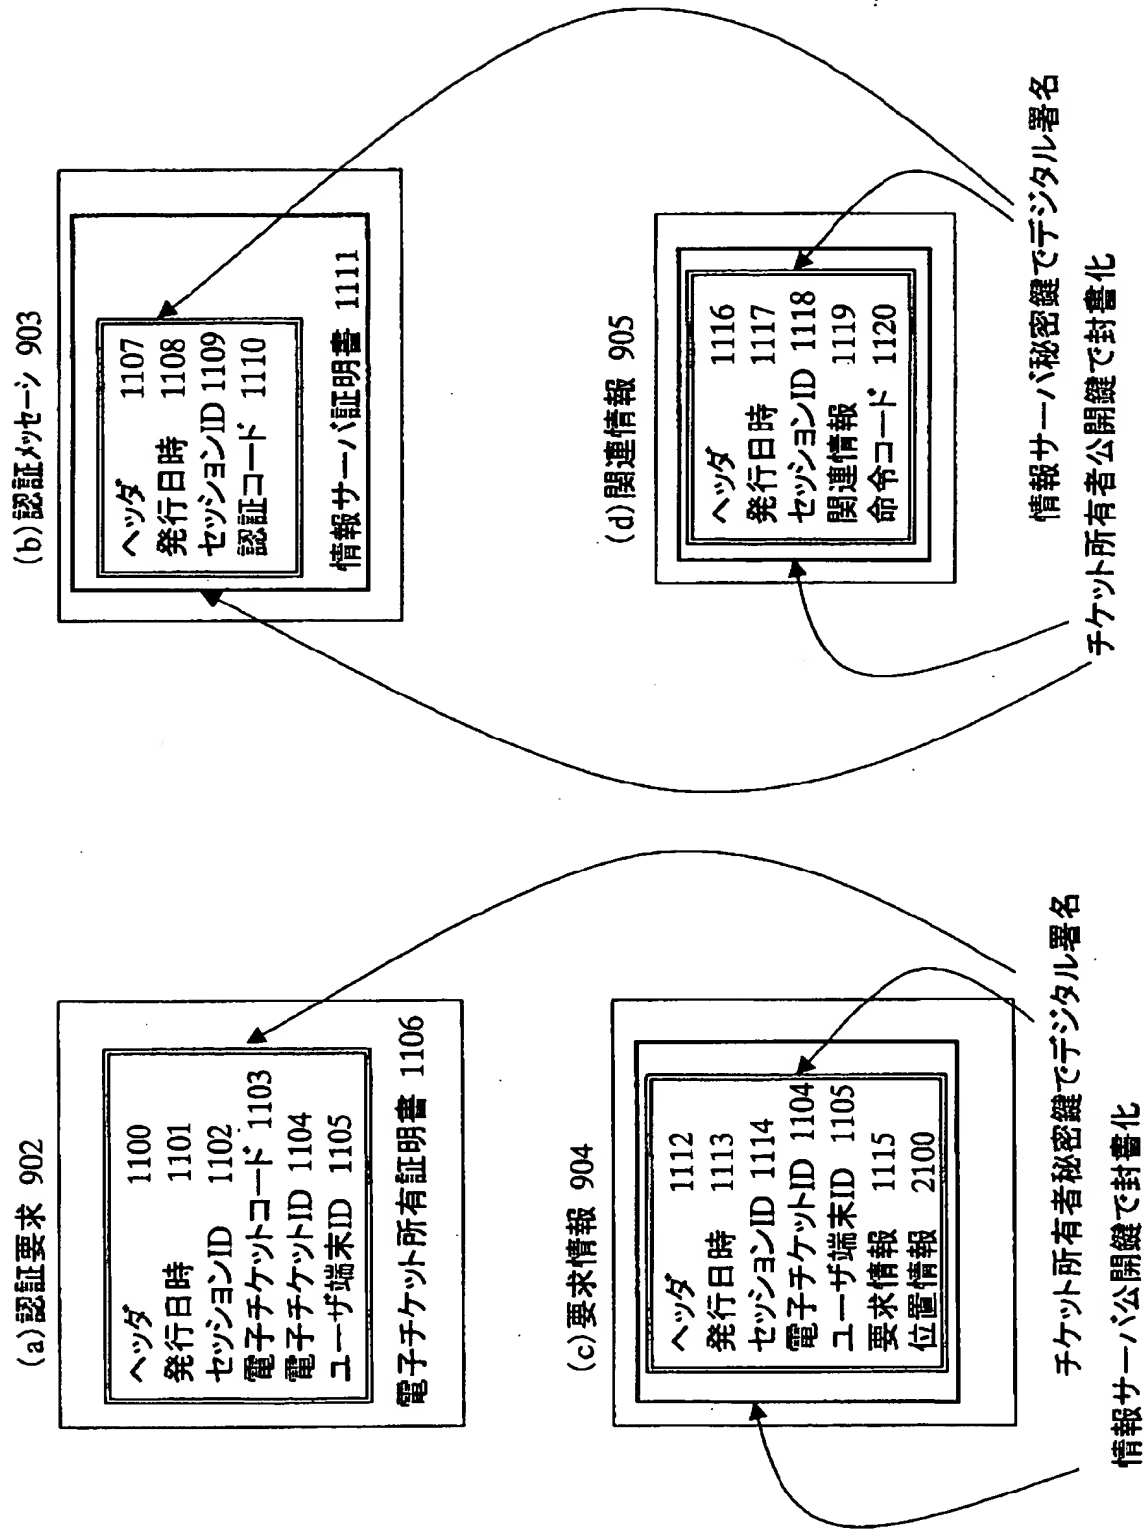 (a)認証要求 902
ヘッダ 1100
発行日時 1101
セッションID 1102
電子チケットコード 1103
電子チケットID 1104
ユーザ端末ID 1105
電子チケット所有証明書 1106
(b)認証メッセージ 903
ヘッダ 1107
発行日時 1108
セッションID 1109
認証コード 1110
情報サーバ証明書 1111
(c)要求情報 904
ヘッダ 1112
発行日時 1113
セッションID 1114
電子チケットID 1104
ユーザ端末ID 1105
要求情報 1115
位置情報 2100
(d)関連情報 905
ヘッダ 1116
発行日時 1117
セッションID 1118
関連情報 1119
命令コード 1120
チケット所有者秘密鍵でデジタル署名
情報サーバ公開鍵で封書化
情報サーバ秘密鍵でデジタル署名
チケット所有者公開鍵で封書化